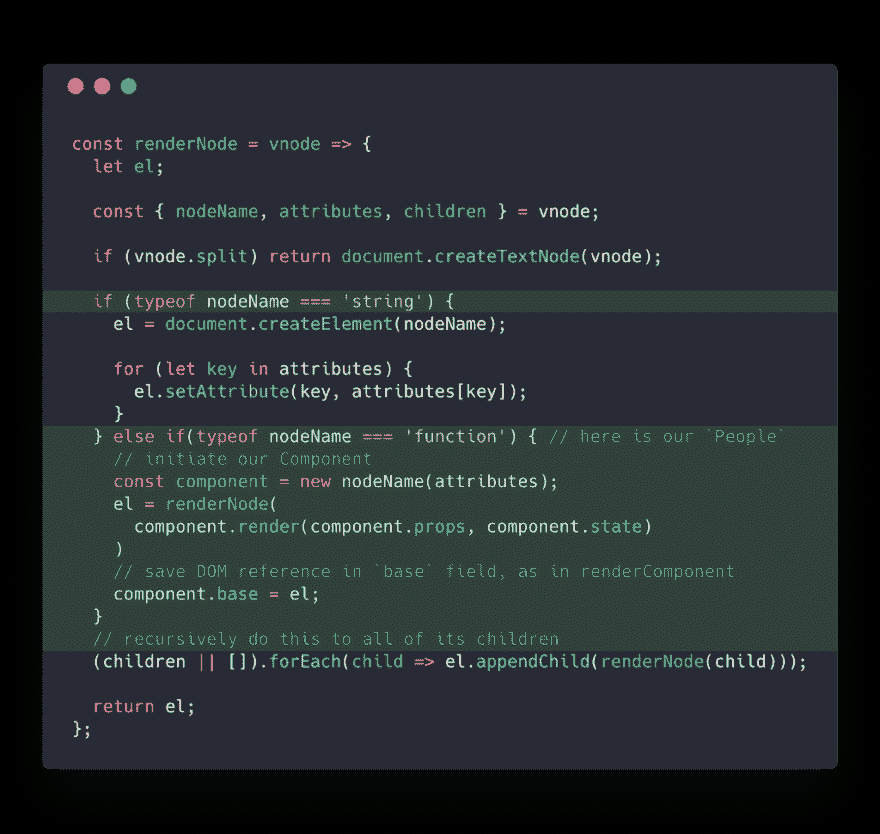 const renderNode = vnode => {
  let el;

  const { nodeName, attributes, children } = vnode;

  if (vnode.split) return document.createTextNode(vnode);

  if (typeof nodeName === 'string') {
    el = document.createElement(nodeName);

    for (let key in attributes) {
      el.setAttribute(key, attributes[key]);
    }
  } else if(typeof nodeName === 'function') { // here is our `People`
    // initiate our Component
    const component = new nodeName(attributes);
    el = renderNode(
      component.render(component.props, component.state)
    )
    // save DOM reference in `base` field, as in renderComponent
    component.base = el;
  }
  // recursively do this to all of its children
  (children || []).forEach(child => el.appendChild(renderNode(child)));

  return el;
};